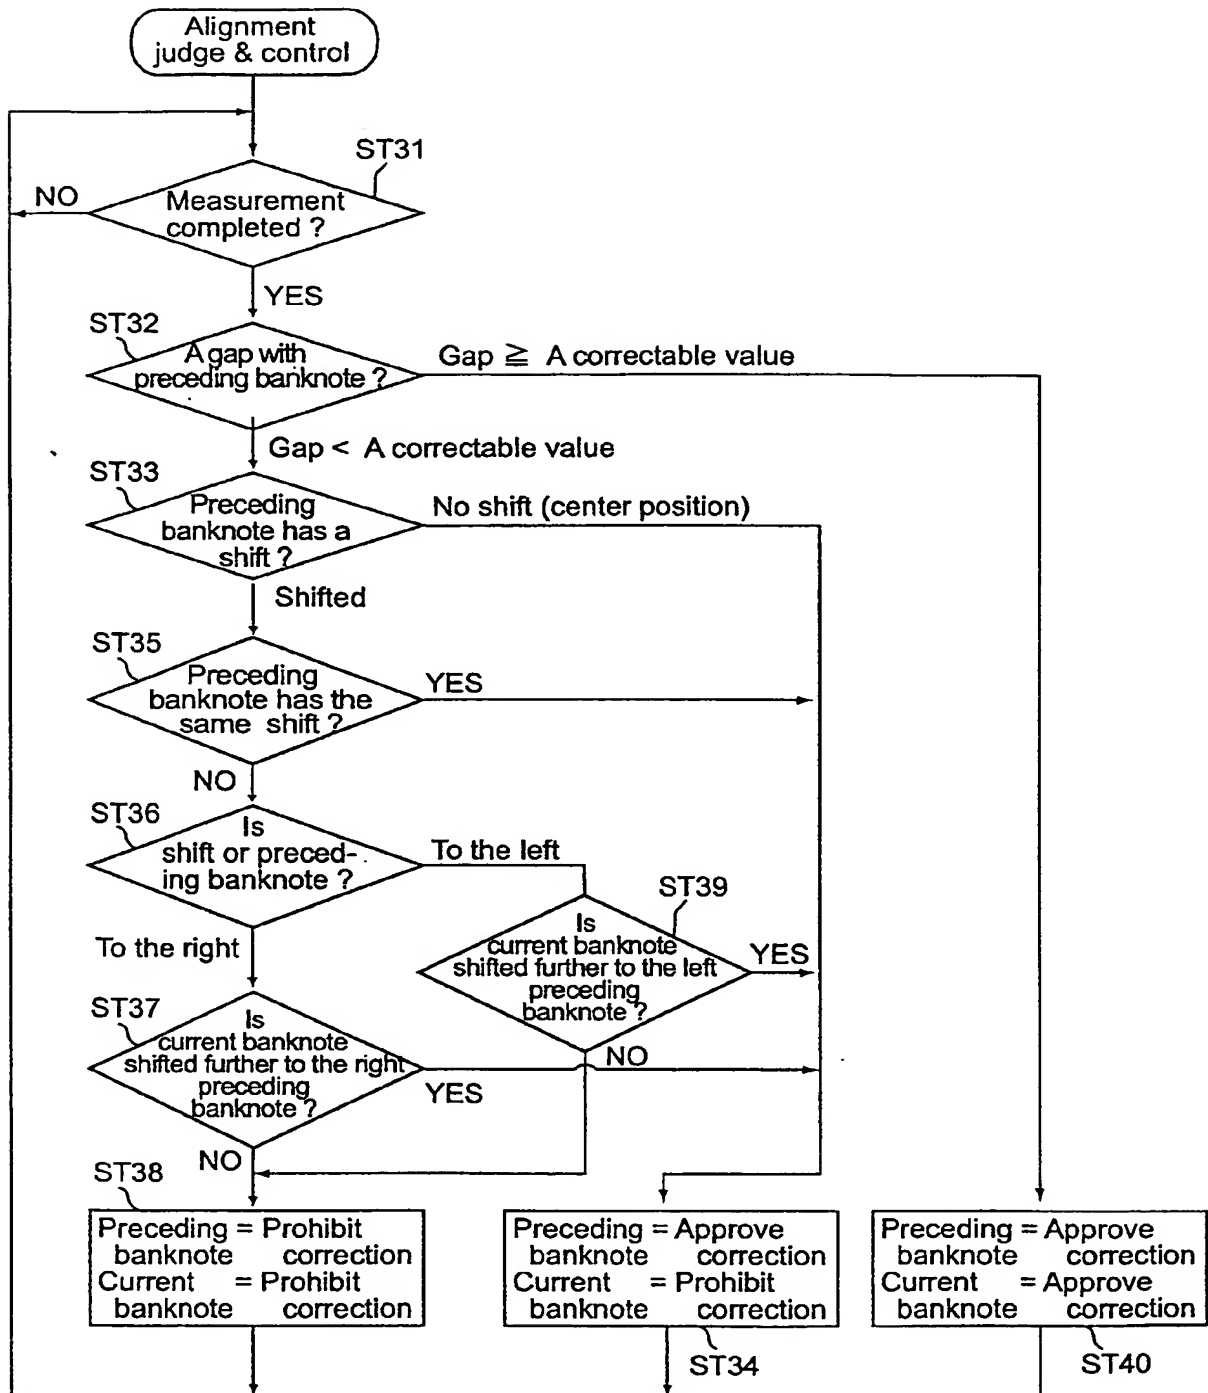 Alignment
judge & control
ST31
NO
Measurement
completed ?
YES
ST32
A gap with
preceding banknote ?
Gap ≧ A correctable value
Gap < A correctable value
ST33
Preceding
banknote has a
shift ?
No shift (center position)
Shifted
ST35
Preceding
banknote has the
same shift ?
YES
NO
ST36
Is
shift or preced-
ing banknote ?
To the left
ST39
Is
current banknote
shifted further to the left
preceding
banknote ?
YES
To the right
NO
ST37
Is
current banknote
shifted further to the right
preceding
banknote ?
YES
NO
ST38
Preceding = Prohibit
banknote correction
Current = Prohibit
banknote correction
Preceding = Approve
banknote correction
Current = Prohibit
banknote correction
ST34
Preceding = Approve
banknote correction
Current = Approve
banknote correction
ST40